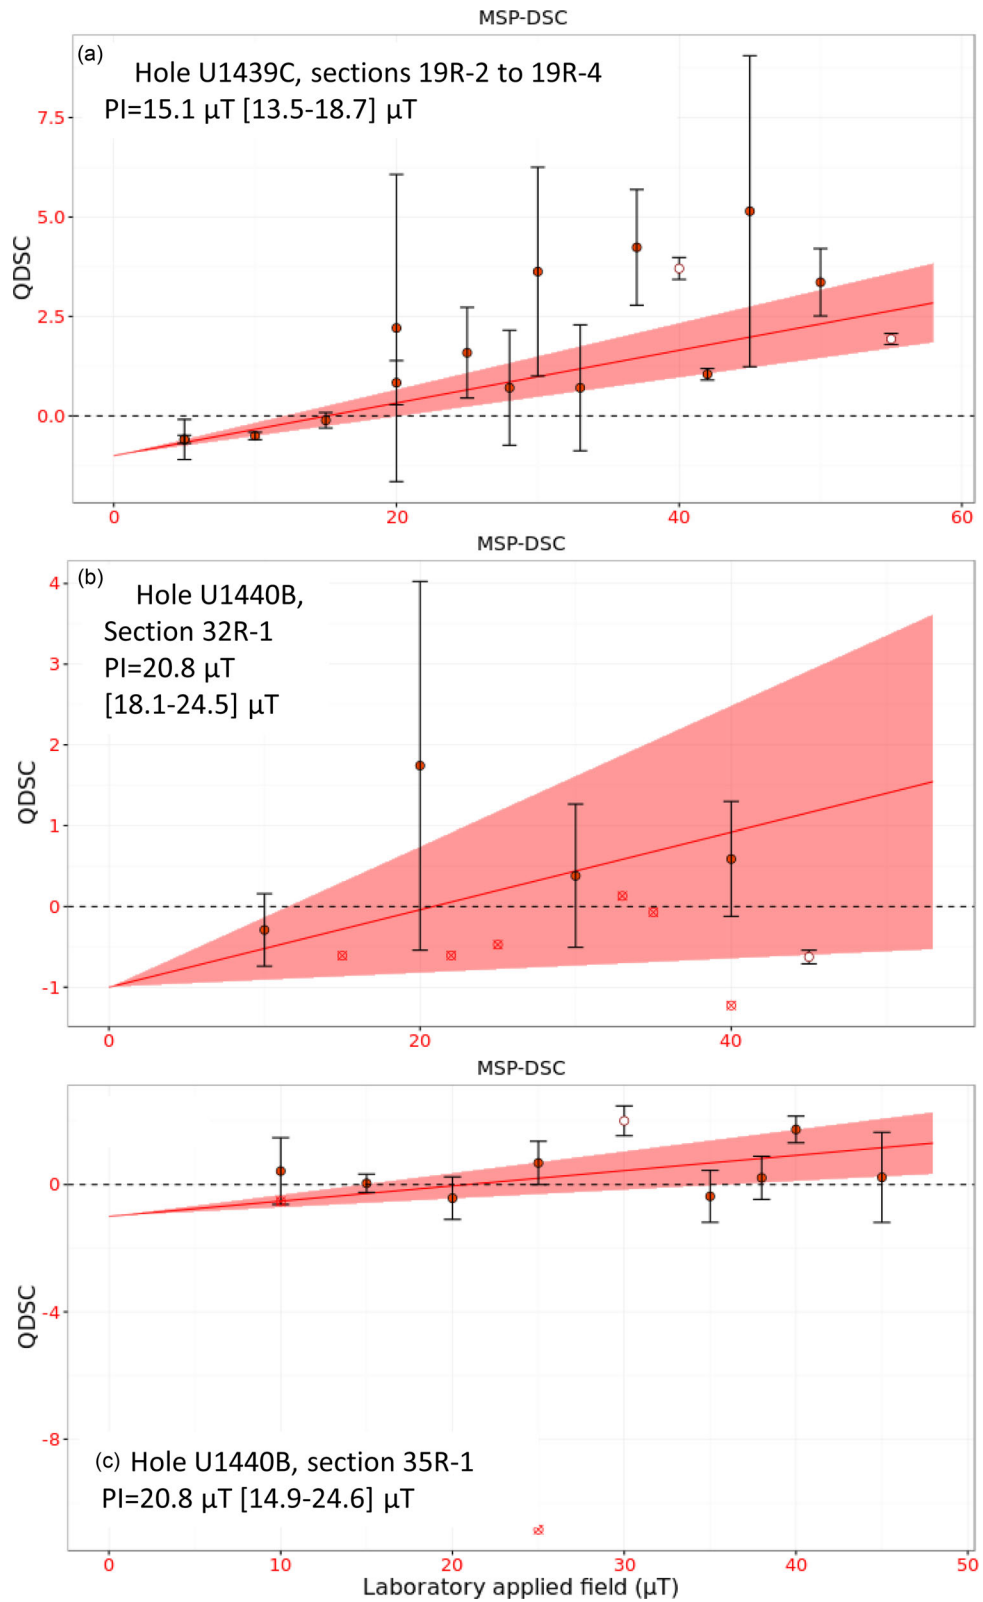 MSP-DSC
(a)
Hole U1439C, sections 19R-2 to 19R-4
PI=15.1 µT [13.5-18.7] µT
7.5
5.0
2.5
0.0
QDSC
0 20 40 60
MSP-DSC
(b)
Hole U1440B,
Section 32R-1
PI=20.8 µT
[18.1-24.5] µT
4
3
2
1
0
-1
QDSC
0 20 40
MSP-DSC
0
-4
-8
QDSC
(c) Hole U1440B, section 35R-1
PI=20.8 µT [14.9-24.6] µT
0 10 20 30 40 50
Laboratory applied field (µT)